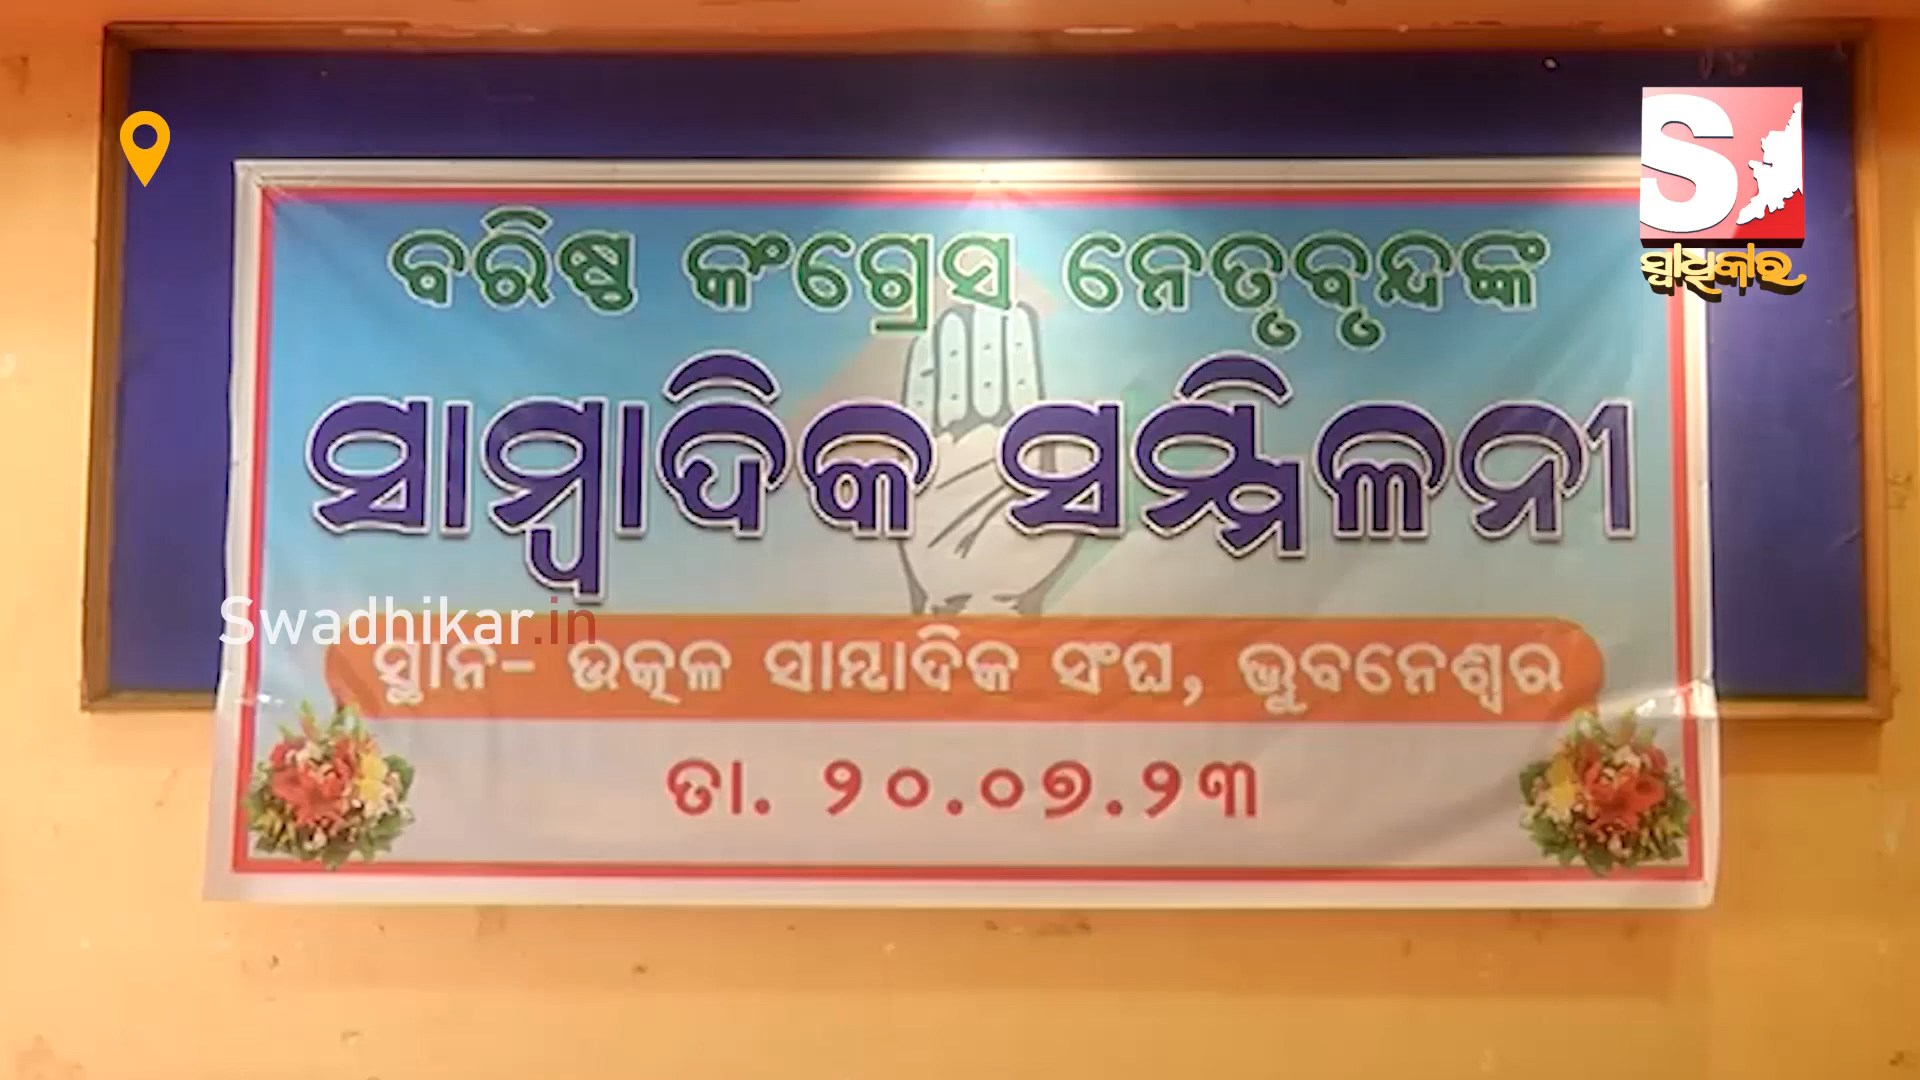 ବରିଷ୍ଠ କଂଗ୍ରେସ ନେତୃବୃନ୍ଦଙ୍କ
ସ୍ୱାଧିକାର
ସାମ୍ବାଦିକ ସମ୍ମିଳନୀ
Swadhikar.in
ସ୍ଥାନ- ଉତ୍କଳ ସାମ୍ବାଦିକ ସଂଘ, ଭୁବନେଶ୍ୱର
ତା. ୨୦.୦୭.୨୩